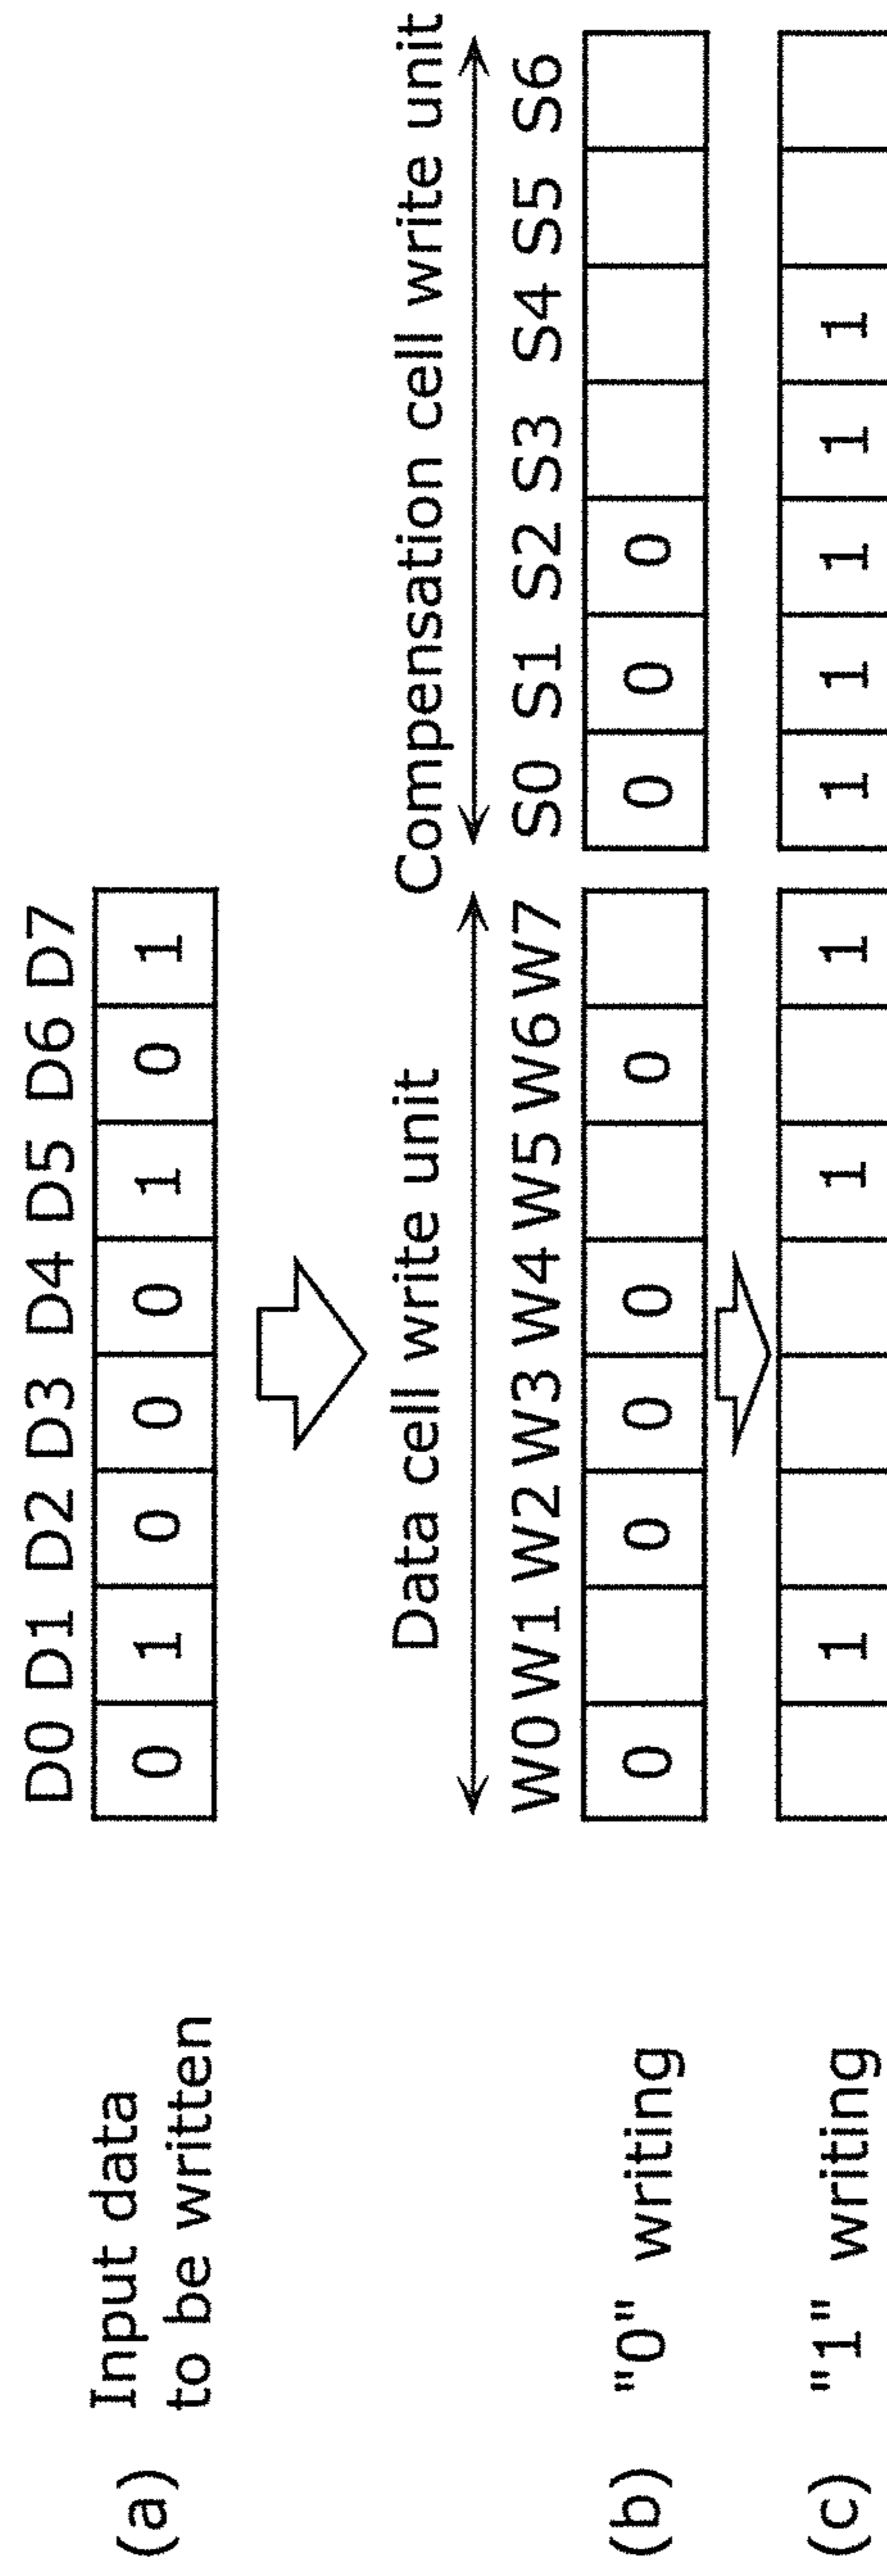 D0 D1 D2 D3 D4 D5 D6 D7
(a) Input data to be written
0 1 0 0 0 1 0 1
Data cell write unit Compensation cell write unit
W0 W1 W2 W3 W4 W5 W6 W7 S0 S1 S2 S3 S4 S5 S6
(b) "0" writing 0 0 0 0 0 0 0 0
(c) "1" writing 1 1 1 1 1 1 1 1